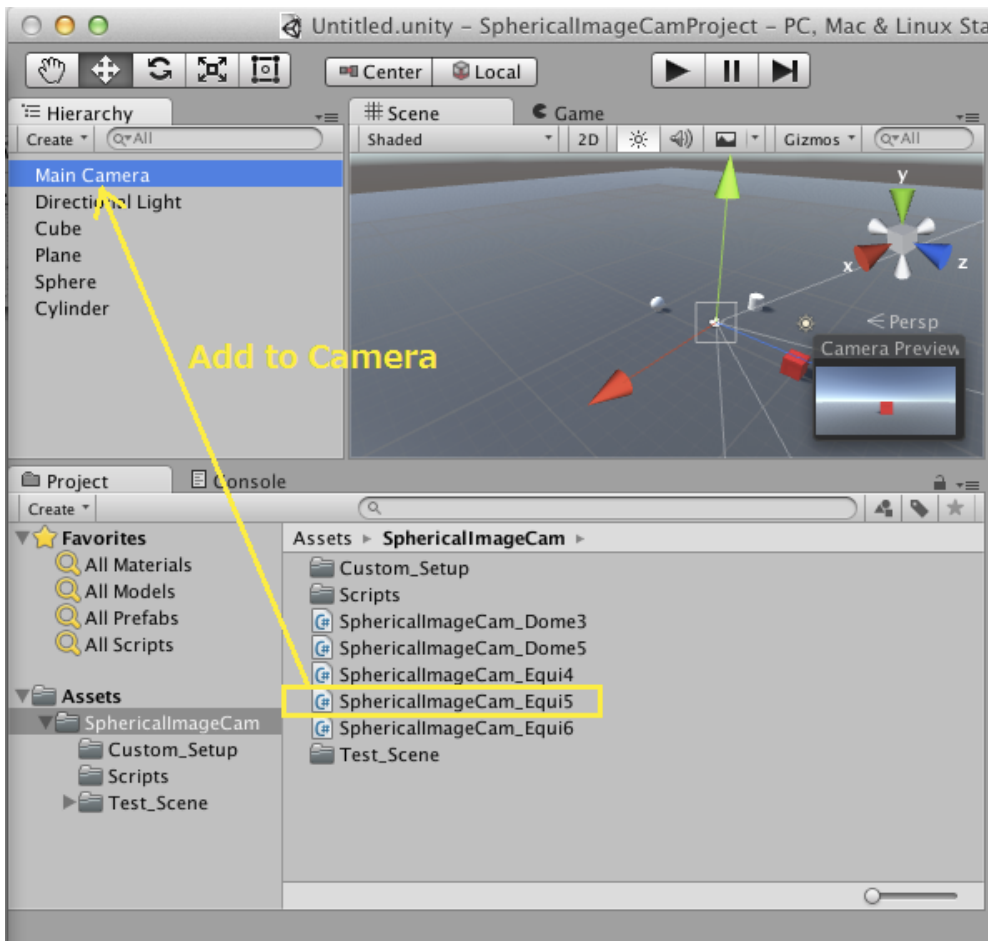 Untitled.unity – SphericalImageCamProject – PC, Mac & Linux Sta
Center Local
Hierarchy
Create All
Main Camera
Directional Light
Cube
Plane
Sphere
Cylinder
Scene Game
Shaded 2D Gizmos All
y
x z
Persp
Camera Preview
Add to Camera
Project Console
Create
Favorites
All Materials
All Models
All Prefabs
All Scripts
Assets
SphericalImageCam
Custom_Setup
Scripts
Test_Scene
Assets SphericalImageCam
Custom_Setup
Scripts
C# SphericalImageCam_Dome3
C# SphericalImageCam_Dome5
C# SphericalImageCam_Equi4
C# SphericalImageCam_Equi5
C# SphericalImageCam_Equi6
Test_Scene